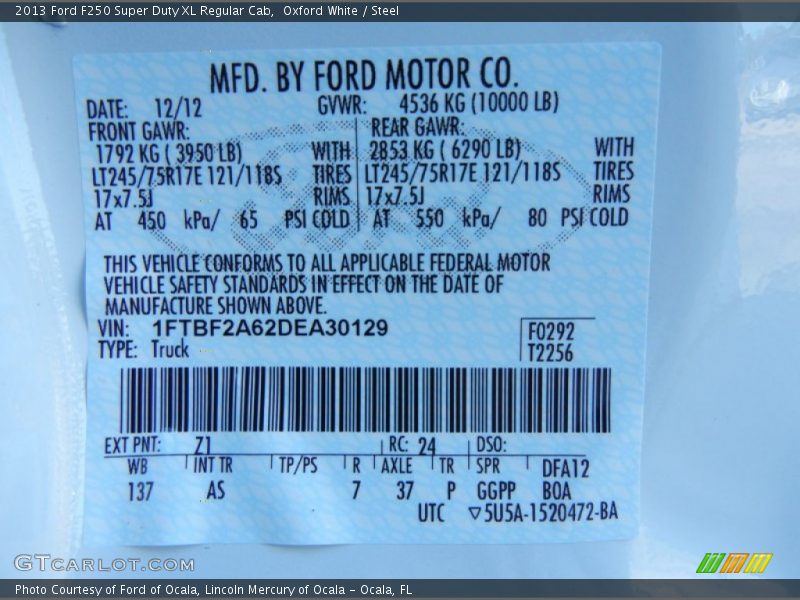 2013 Ford F250 Super Duty XL Regular Cab,  Oxford White / Steel
MFD. BY FORD MOTOR CO.
DATE: 12/12 GVWR: 4536 KG (10000 LB)
FRONT GAWR: REAR GAWR:
1792 KG ( 3950 LB) WITH 2853 KG ( 6290 LB) WITH
LT245/75R17E 121/118S TIRES LT245/75R17E 121/118S TIRES
17x7.5J RIMS 17x7.5J RIMS
AT 450 kPa/ 65 PSI COLD AT 550 kPa/ 80 PSI COLD
THIS VEHICLE CONFORMS TO ALL APPLICABLE FEDERAL MOTOR
VEHICLE SAFETY STANDARDS IN EFFECT ON THE DATE OF
MANUFACTURE SHOWN ABOVE.
VIN: 1FTBF2A62DEA30129 F0292
TYPE: Truck T2256
EXT PNT: Z1 RC: 24 DSO:
WB INT TR TP/PS R AXLE TR SPR DFA12
137 AS 7 37 P GGPP BOA
UTC ▽5U5A-1520472-BA
GTCARLOT.COM
Photo Courtesy of Ford of Ocala, Lincoln Mercury of Ocala - Ocala, FL